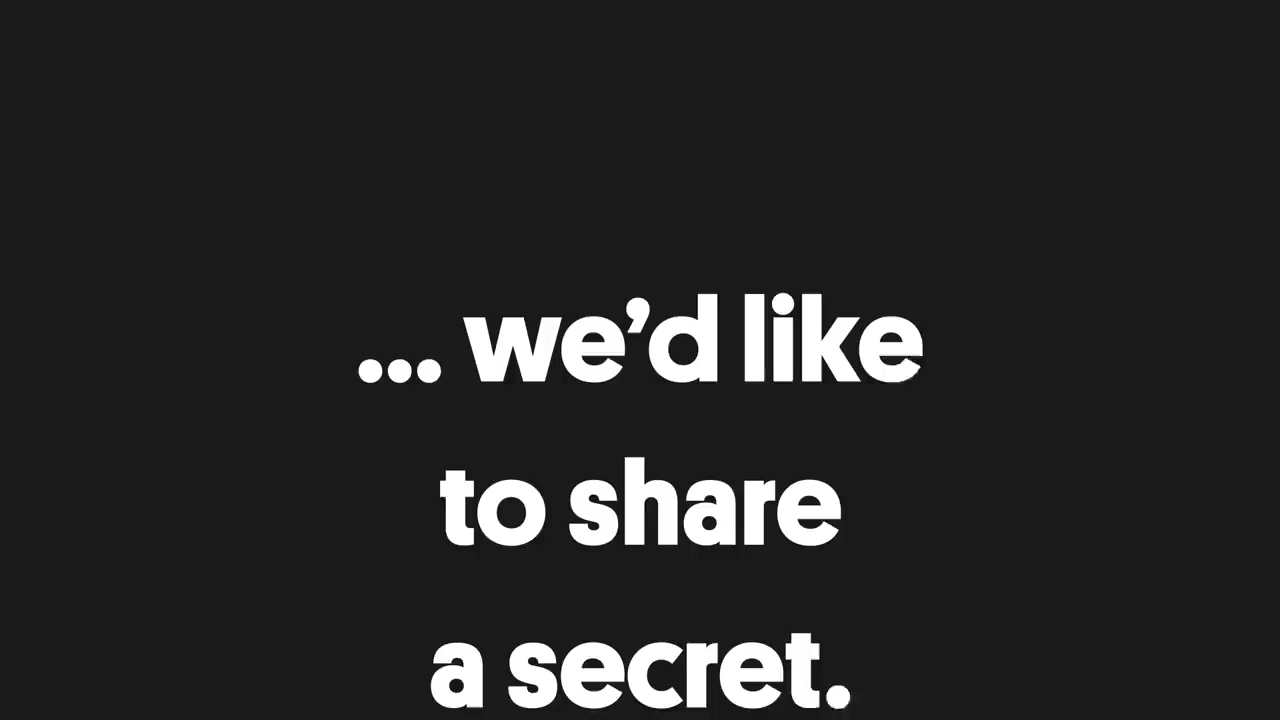 ... we’d like
to share
a secret.